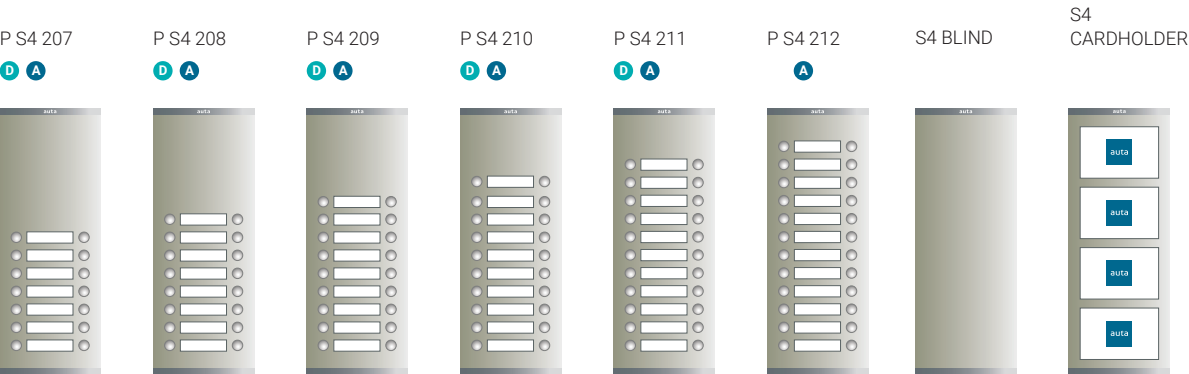 P S4 207
P S4 208
P S4 209
P S4 210
P S4 211
P S4 212
S4 BLIND
S4
CARDHOLDER
D A
D A
D A
D A
D A
A
auta
auta
auta
auta
auta
auta
auta
auta
auta
auta
auta
auta